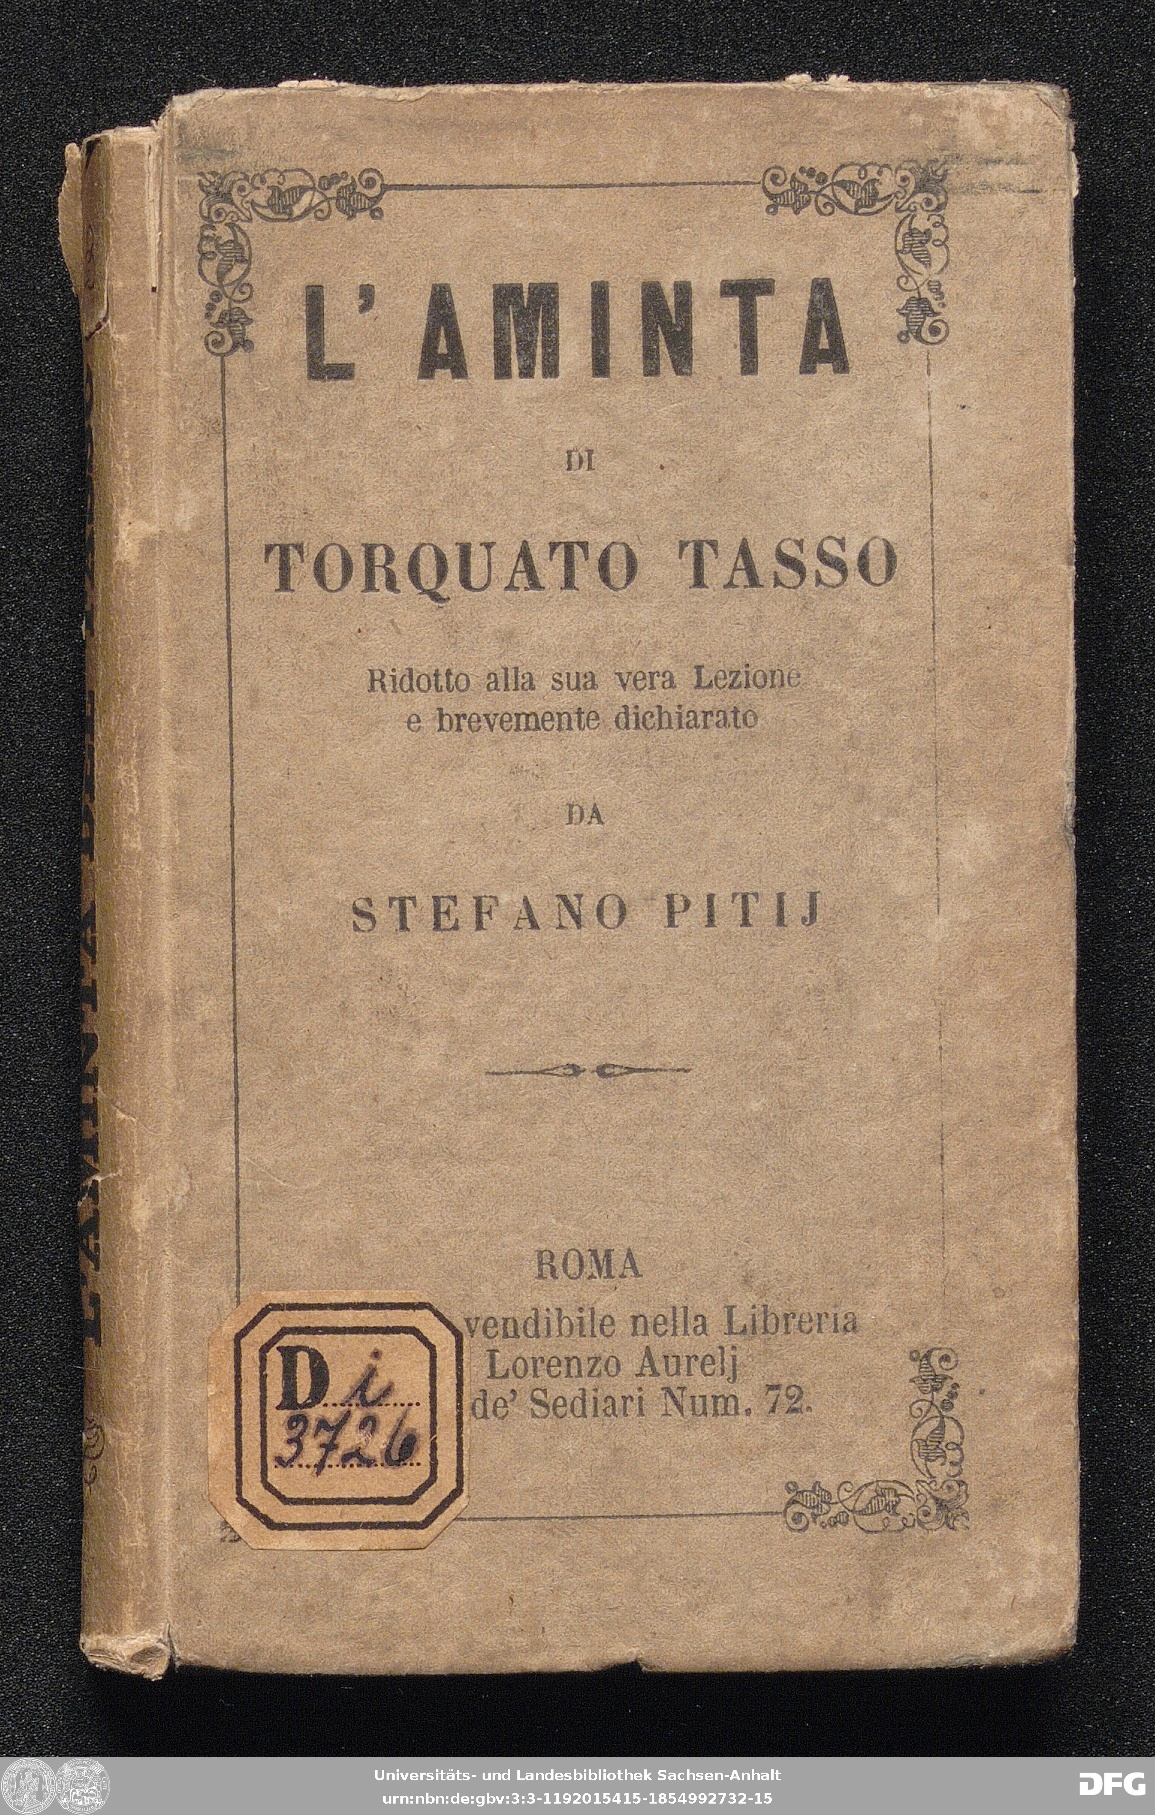 L'AMINTA
DI
TORQUATO TASSO
Ridotto alla sua vera Lezione
e brevemente dichiarato
DA
STEFANO PITIJ
ROMA
vendibile nella Libreria
Lorenzo Aurelj
de' Sediari Num. 72.
D i
3726
L'AMINTA DI
Universitäts- und Landesbibliothek Sachsen-Anhalt
urn:nbn:de:gbv:3:3-1192015415-1854992732-15
DFG